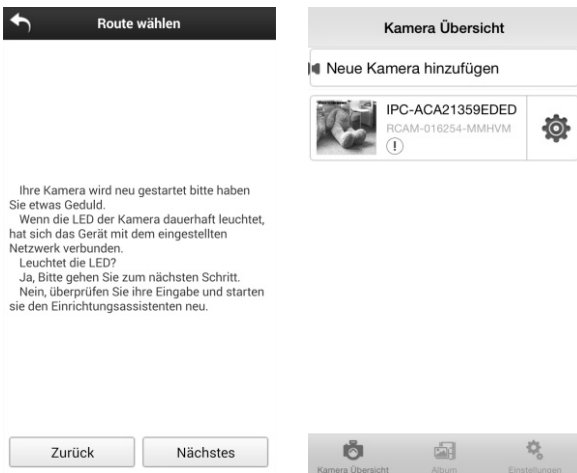 Route wählen
Ihre Kamera wird neu gestartet bitte haben
Sie etwas Geduld.
Wenn die LED der Kamera dauerhaft leuchtet,
hat sich das Gerät mit dem eingestellten
Netzwerk verbunden.
Leuchtet die LED?
Ja, Bitte gehen Sie zum nächsten Schritt.
Nein, überprüfen Sie ihre Eingabe und starten
sie den Einrichtungsassistenten neu.
Zurück
Nächstes
Kamera Übersicht
Neue Kamera hinzufügen
IPC-ACA21359EDED
RCAM-016254-MMHVM
Kamera Übersicht
Album
Einstellungen